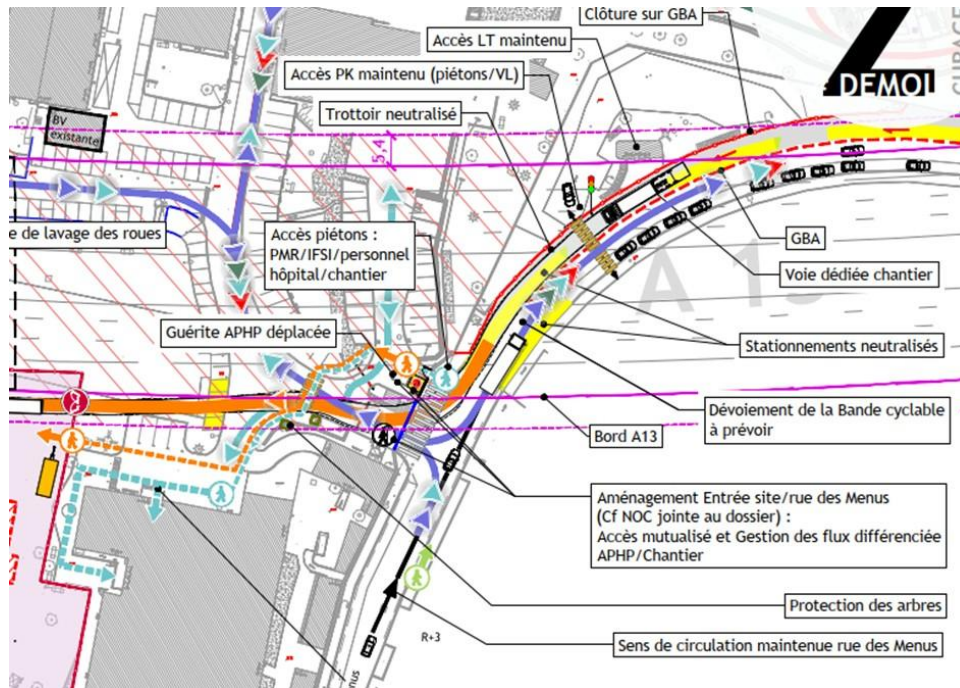 Clôture sur GBA
Accès LT maintenu
DEMOL
Accès PK maintenu (piétons/VL)
Trottoir neutralisé
BV
existante
5,4
e de lavage des roues
Accès piétons :
PMR/IFSI/personnel
hôpital/chantier
GBA
Voie dédiée chantier
A 13
Guérite APHP déplacée
Stationnements neutralisés
Dévoiement de la Bande cyclable
à prévoir
Bord A13
Aménagement Entrée site/rue des Menus
(Cf NOC jointe au dossier) :
Accès mutualisé et Gestion des flux différenciée
APHP/Chantier
Protection des arbres
R+3
Sens de circulation maintenue rue des Menus
nus